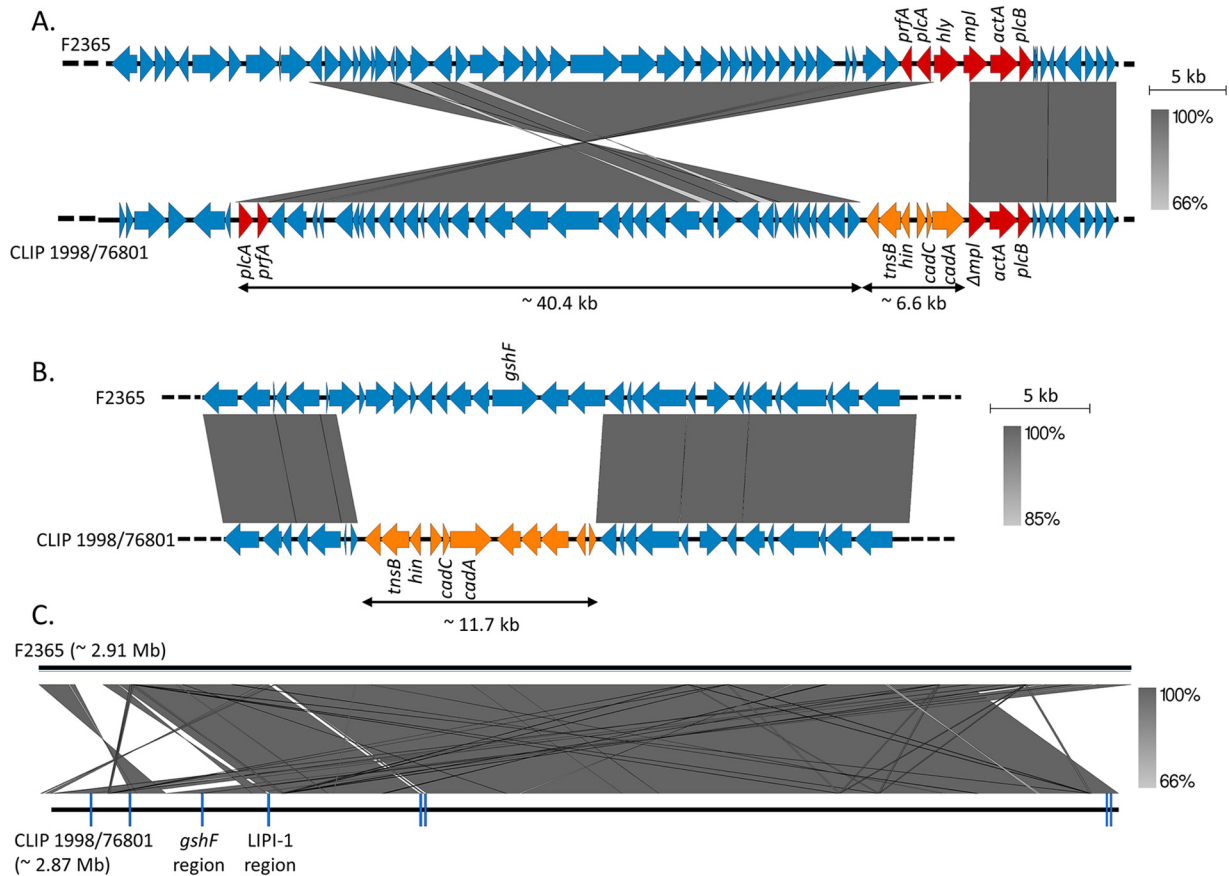 A.
F2365
prfA
plcA
hly
mpl
actA
plcB
5 kb
100%
66%
CLIP 1998/76801
plcA
prfA
tnsB
hin
cadC
cadA
Δmpl
actA
plcB
~ 40.4 kb
~ 6.6 kb
B.
gshF
F2365
5 kb
100%
85%
CLIP 1998/76801
tnsB
hin
cadC
cadA
~ 11.7 kb
C.
F2365 (~ 2.91 Mb)
100%
66%
CLIP 1998/76801
(~ 2.87 Mb)
gshF
region
LIPI-1
region